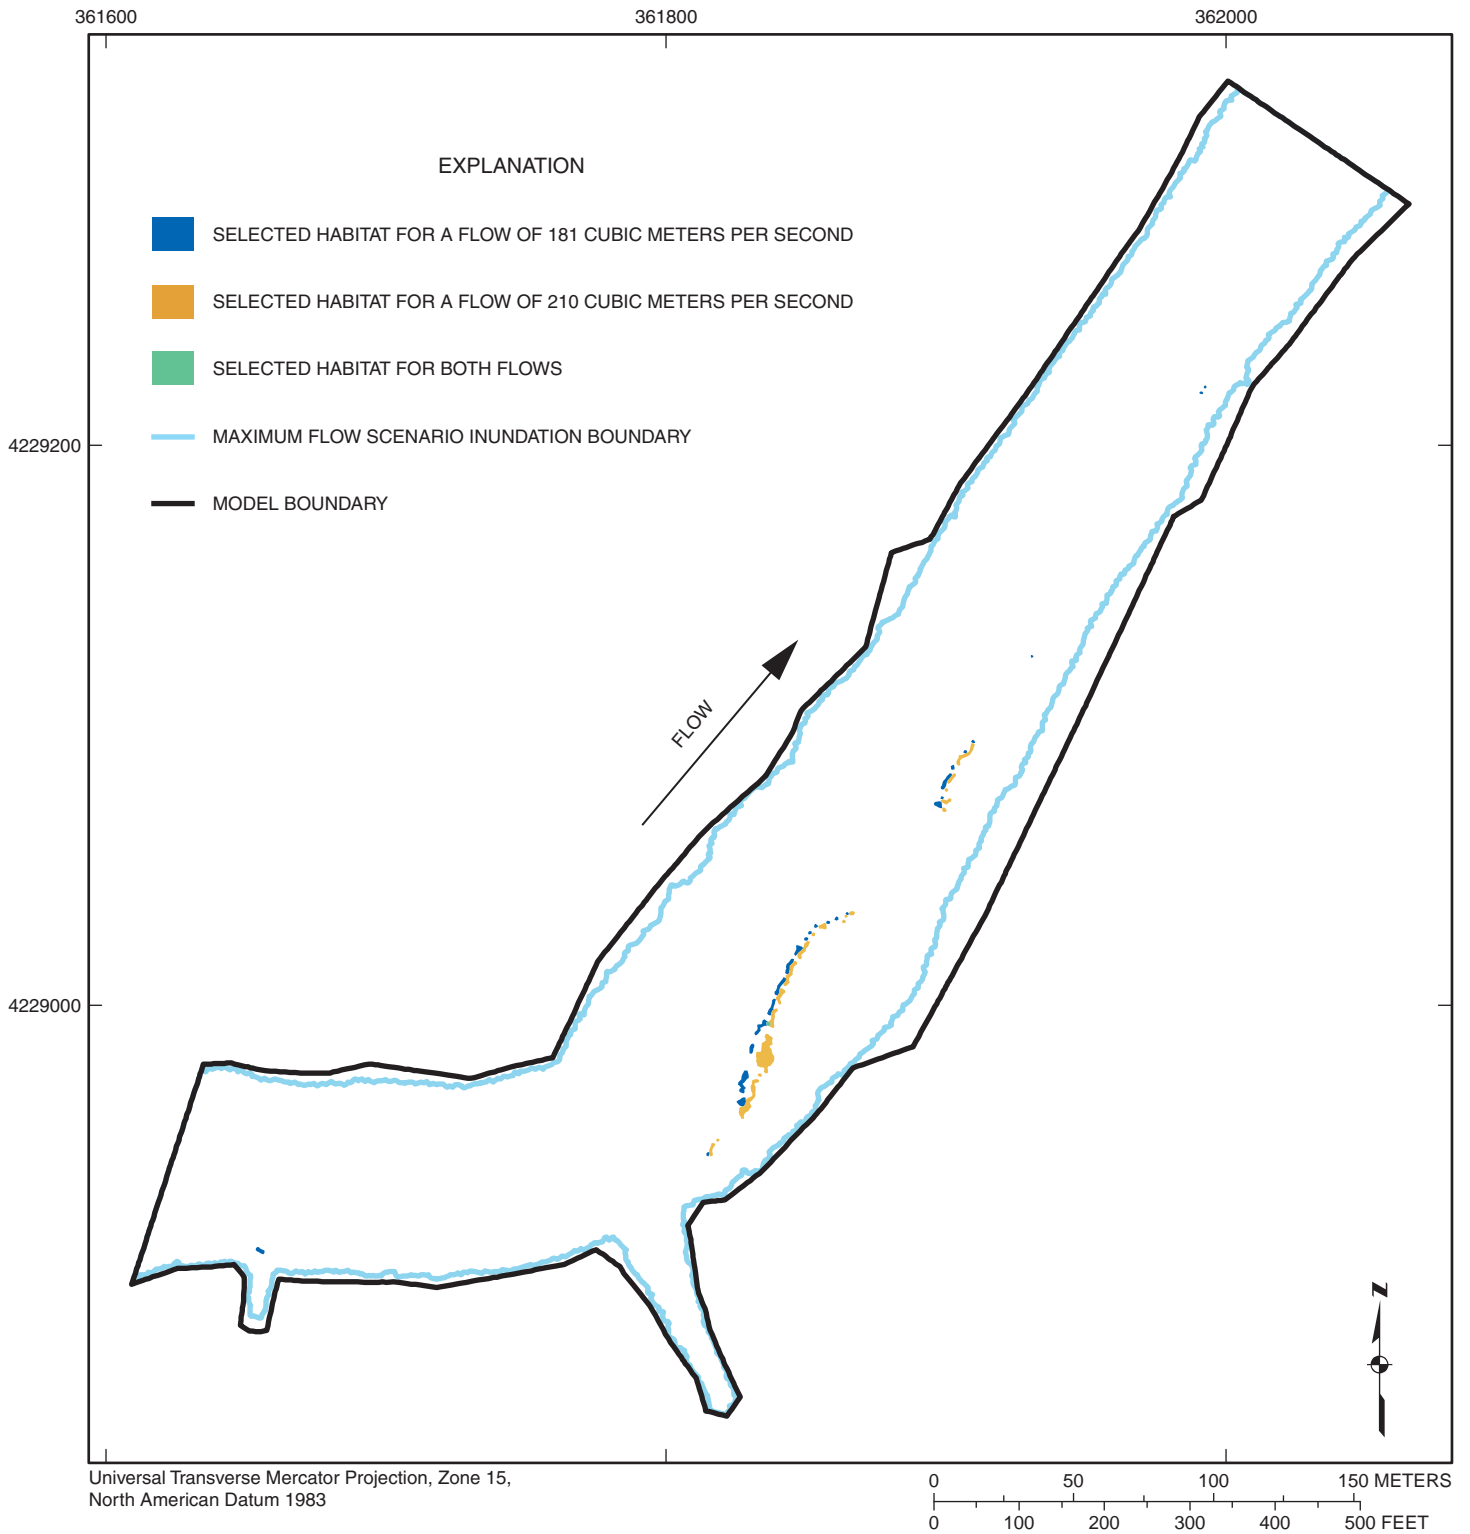 361600 361800 362000
EXPLANATION
SELECTED HABITAT FOR A FLOW OF 181 CUBIC METERS PER SECOND
SELECTED HABITAT FOR A FLOW OF 210 CUBIC METERS PER SECOND
SELECTED HABITAT FOR BOTH FLOWS
MAXIMUM FLOW SCENARIO INUNDATION BOUNDARY
4229200
MODEL BOUNDARY
FLOW
4229000
N
Universal Transverse Mercator Projection, Zone 15,
North American Datum 1983
0 50 100 150 METERS
0 100 200 300 400 500 FEET